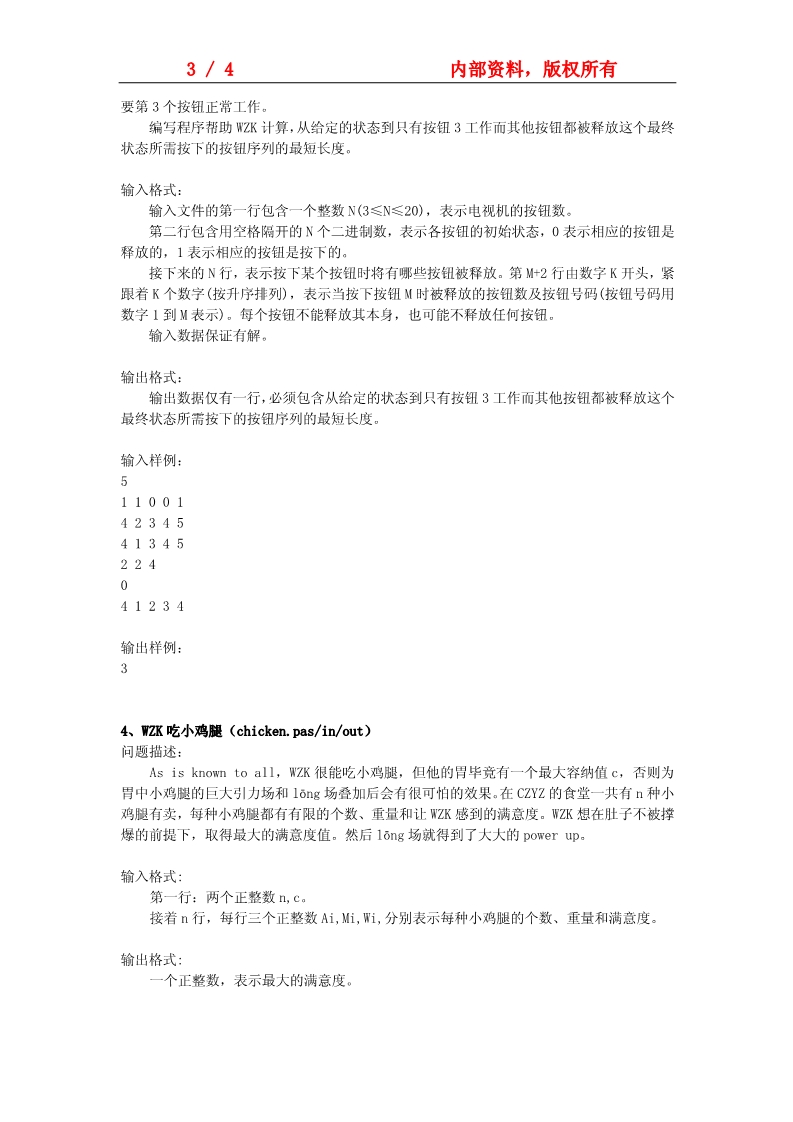 3 / 4 内部资料，版权所有
要第 3 个按钮正常工作。
编写程序帮助 WZK 计算，从给定的状态到只有按钮 3 工作而其他按钮都被释放这个最终
状态所需按下的按钮序列的最短长度。
输入格式：
输入文件的第一行包含一个整数 N(3≤N≤20)，表示电视机的按钮数。
第二行包含用空格隔开的 N 个二进制数，表示各按钮的初始状态，0 表示相应的按钮是
释放的，1 表示相应的按钮是按下的。
接下来的 N 行，表示按下某个按钮时将有哪些按钮被释放。第 M+2 行由数字 K 开头，紧
跟着 K 个数字(按升序排列)，表示当按下按钮 M 时被释放的按钮数及按钮号码(按钮号码用
数字 1 到 M 表示)。每个按钮不能释放其本身，也可能不释放任何按钮。
输入数据保证有解。
输出格式：
输出数据仅有一行，必须包含从给定的状态到只有按钮 3 工作而其他按钮都被释放这个
最终状态所需按下的按钮序列的最短长度。
输入样例：
5
1 1 0 0 1
4 2 3 4 5
4 1 3 4 5
2 2 4
0
4 1 2 3 4
输出样例：
3
4、WZK 吃小鸡腿（chicken.pas/in/out）
问题描述：
As is known to all，WZK 很能吃小鸡腿，但他的胃毕竟有一个最大容纳值 c，否则为
胃中小鸡腿的巨大引力场和 lōng 场叠加后会有很可怕的效果。在 CZYZ 的食堂一共有 n 种小
鸡腿有卖，每种小鸡腿都有有限的个数、重量和让 WZK 感到的满意度。WZK 想在肚子不被撑
爆的前提下，取得最大的满意度值。然后 lōng 场就得到了大大的 power up。
输入格式：
第一行：两个正整数 n,c。
接着 n 行，每行三个正整数 Ai,Mi,Wi,分别表示每种小鸡腿的个数、重量和满意度。
输出格式：
一个正整数，表示最大的满意度。